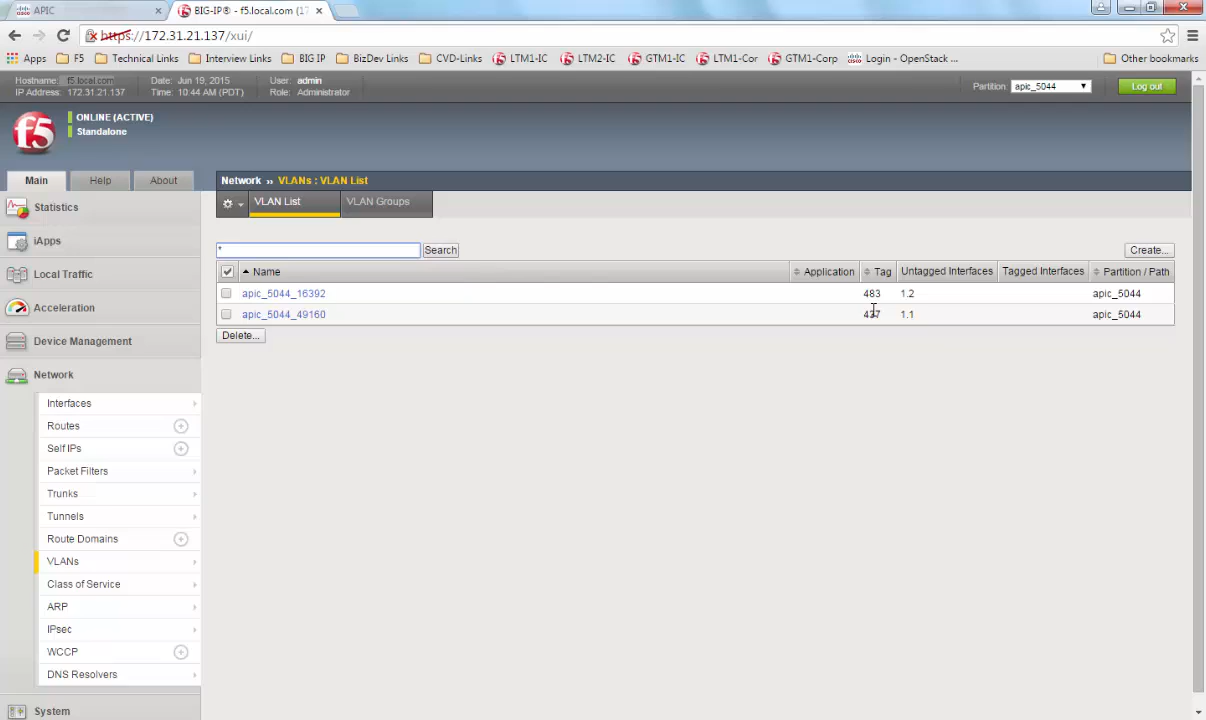 APIC
BIG-IP® - f5.local.com (17
https://172.31.21.137/xui/
Apps F5 Technical Links Interview Links BIG IP BizDev Links CVD-Links LTM1-IC LTM2-IC GTM1-IC LTM1-Cor GTM1-Corp Login - OpenStack ... Other bookmarks
Hostname: f5.local.com Date: Jun 19, 2015 User: admin
IP Address: 172.31.21.137 Time: 10:44 AM (PDT) Role: Administrator
Partition: apic_5044 Log out
f5
ONLINE (ACTIVE)
Standalone
Main Help About
Network ›› VLANs : VLAN List
VLAN List VLAN Groups
Statistics
iApps
Local Traffic
Acceleration
Device Management
Network
Interfaces
Routes
Self IPs
Packet Filters
Trunks
Tunnels
Route Domains
VLANs
Class of Service
ARP
IPsec
WCCP
DNS Resolvers
System
* Search Create...
Name Application Tag Untagged Interfaces Tagged Interfaces Partition / Path
apic_5044_16392 483 1.2 apic_5044
apic_5044_49160 437 1.1 apic_5044
Delete...